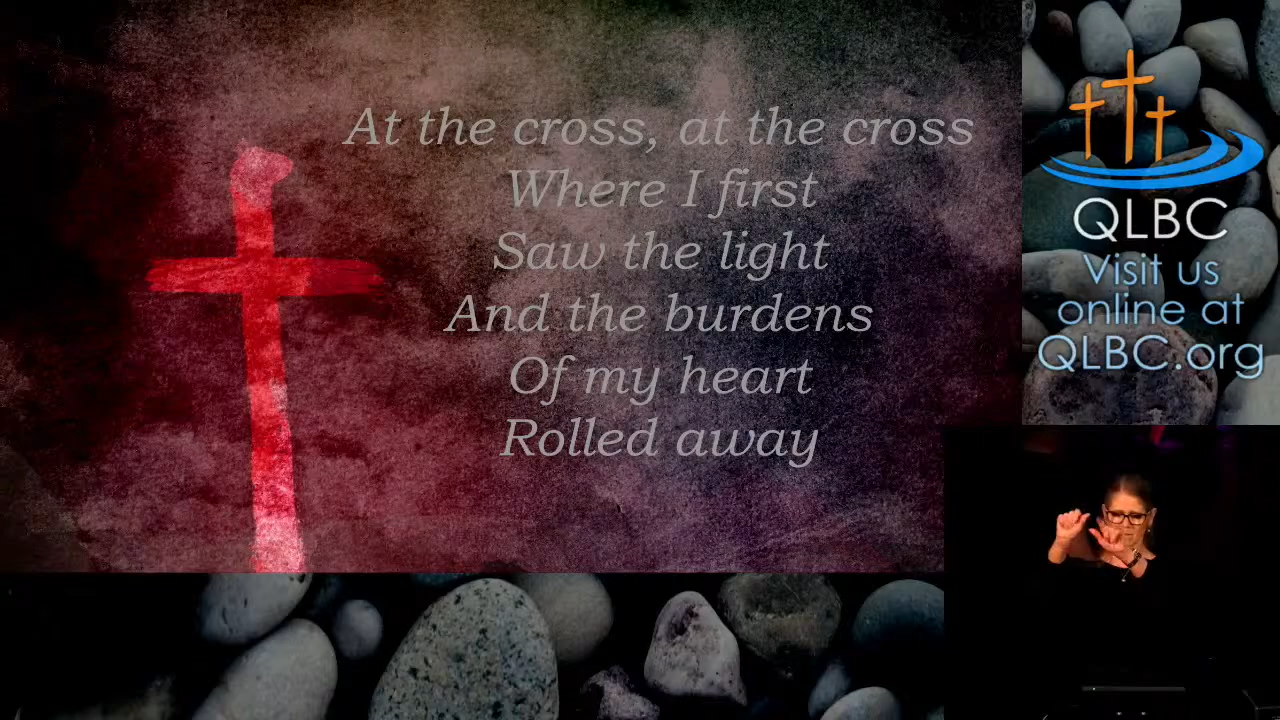 At the cross, at the cross
Where I first
Saw the light
And the burdens
Of my heart
Rolled away
QLBC
Visit us
online at
QLBC.org